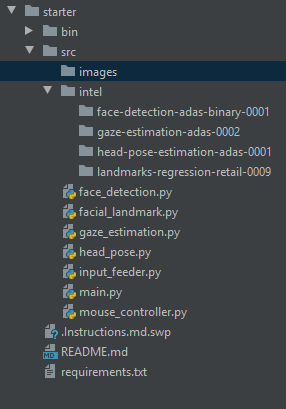 starter
bin
src
images
intel
face-detection-adas-binary-0001
gaze-estimation-adas-0002
head-pose-estimation-adas-0001
landmarks-regression-retail-0009
face_detection.py
facial_landmark.py
gaze_estimation.py
head_pose.py
input_feeder.py
main.py
mouse_controller.py
.Instructions.md.swp
MD README.md
requirements.txt